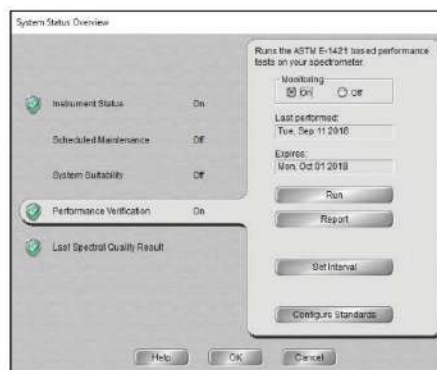 System Status Overview
Runs the ASTM E-1421 based performance
tests on your spectrometer.
Monitoring
On Off
Instrument Status On
Last performed:
Tue, Sep 11 2018
Scheduled Maintenance Off
Expires:
Mon, Oct 01 2018
System Suitability Off
Run
Performance Verification On
Report
Last Spectral Quality Result
Set Interval
Configure Standards
Help OK Cancel